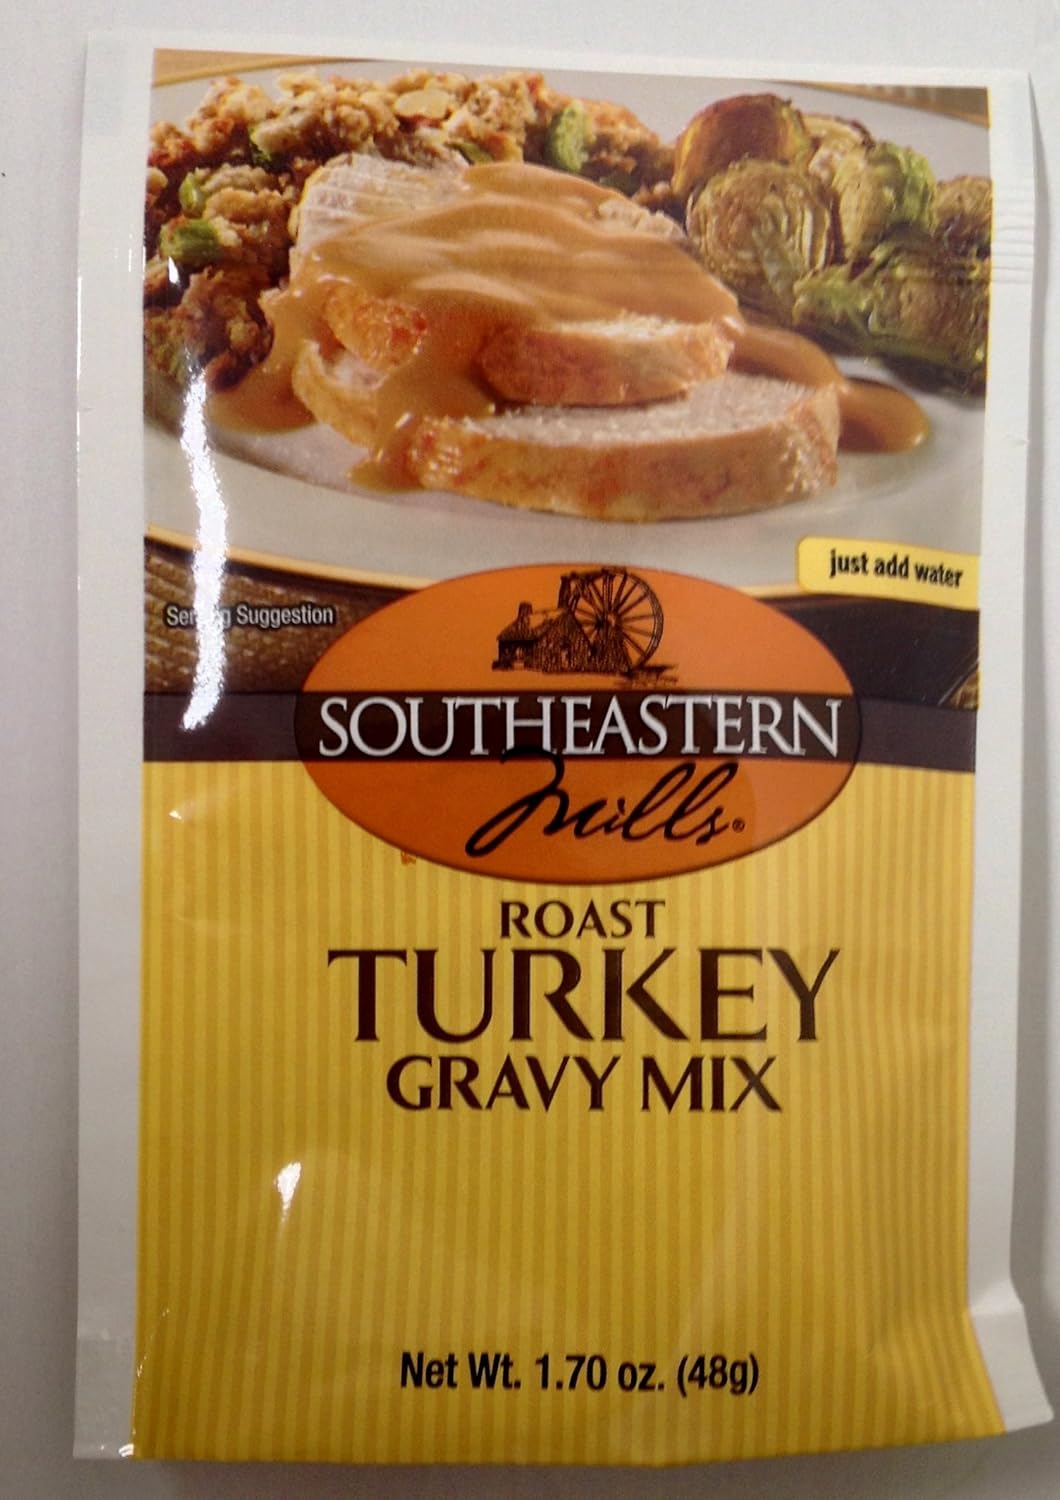 just add water
Serving Suggestion
SOUTHEASTERN
Mills®
ROAST
TURKEY
GRAVY MIX
Net Wt. 1.70 oz. (48g)